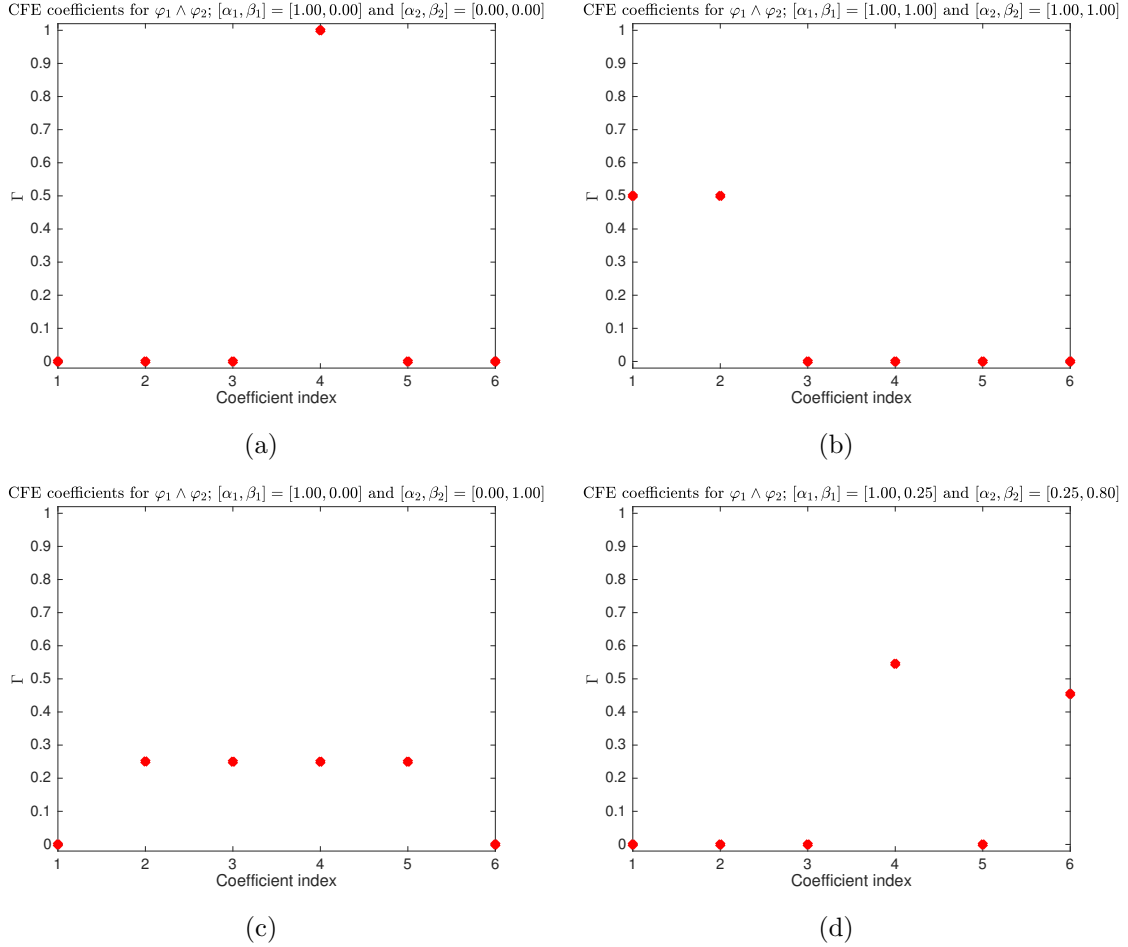 CFE coefficients for φ₁ ∧ φ₂; [α₁, β₁] = [1.00, 0.00] and [α₂, β₂] = [0.00, 0.00]
1
0.9
0.8
0.7
0.6
0.5
0.4
0.3
0.2
0.1
0
Γ
1 2 3 4 5 6
Coefficient index
(a)
CFE coefficients for φ₁ ∧ φ₂; [α₁, β₁] = [1.00, 1.00] and [α₂, β₂] = [1.00, 1.00]
1
0.9
0.8
0.7
0.6
0.5
0.4
0.3
0.2
0.1
0
Γ
1 2 3 4 5 6
Coefficient index
(b)
CFE coefficients for φ₁ ∧ φ₂; [α₁, β₁] = [1.00, 0.00] and [α₂, β₂] = [0.00, 1.00]
1
0.9
0.8
0.7
0.6
0.5
0.4
0.3
0.2
0.1
0
Γ
1 2 3 4 5 6
Coefficient index
(c)
CFE coefficients for φ₁ ∧ φ₂; [α₁, β₁] = [1.00, 0.25] and [α₂, β₂] = [0.25, 0.80]
1
0.9
0.8
0.7
0.6
0.5
0.4
0.3
0.2
0.1
0
Γ
1 2 3 4 5 6
Coefficient index
(d)